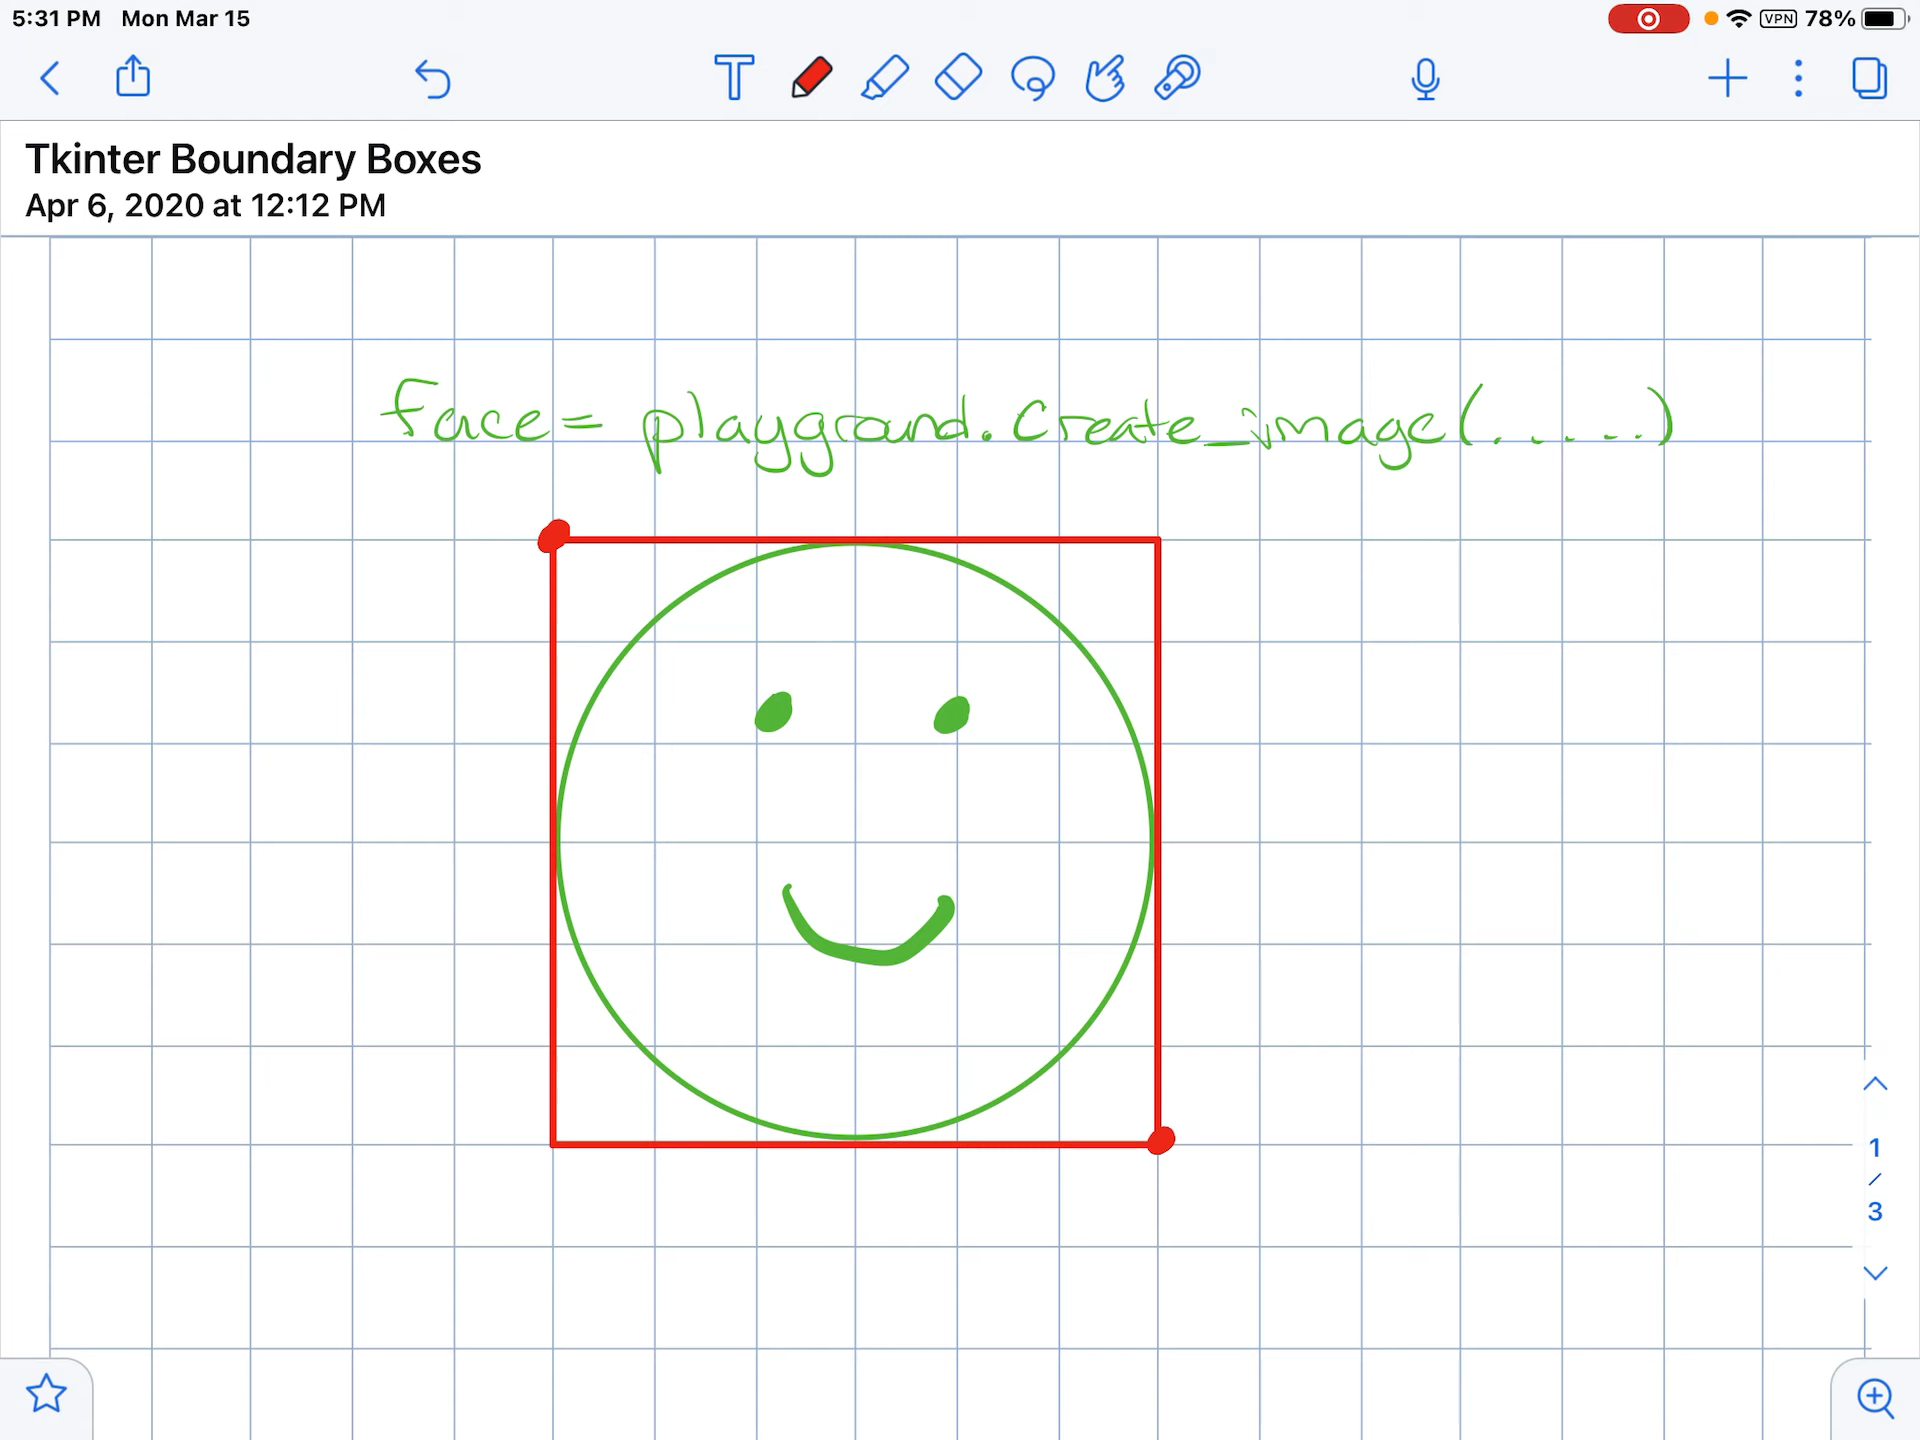 5:31 PM Mon Mar 15
VPN 78%
T
Tkinter Boundary Boxes
Apr 6, 2020 at 12:12 PM
face = playground.create_image(.....)
1
/
3